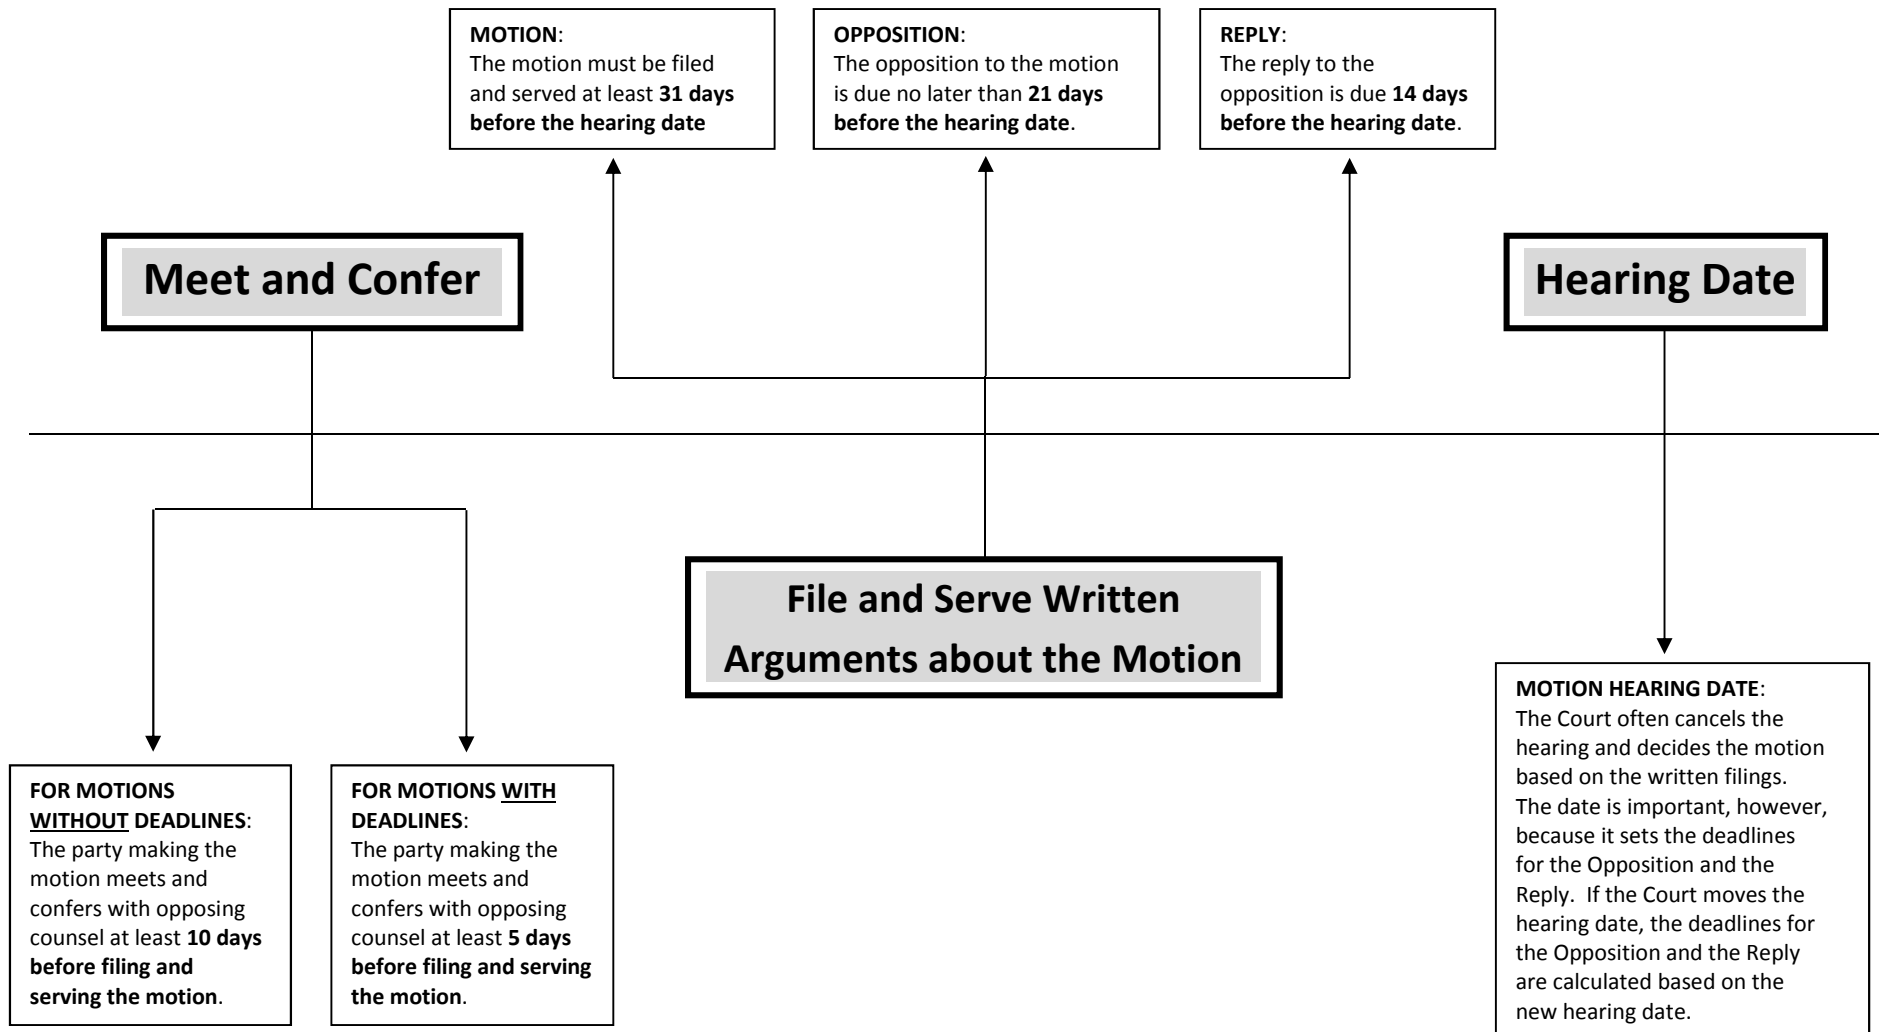 MOTION:
The motion must be filed
and served at least 31 days
before the hearing date
OPPOSITION:
The opposition to the motion
is due no later than 21 days
before the hearing date.
REPLY:
The reply to the
opposition is due 14 days
before the hearing date.
Meet and Confer
Hearing Date
File and Serve Written
Arguments about the Motion
FOR MOTIONS
WITHOUT DEADLINES:
The party making the
motion meets and
confers with opposing
counsel at least 10 days
before filing and
serving the motion.
FOR MOTIONS WITH
DEADLINES:
The party making the
motion meets and
confers with opposing
counsel at least 5 days
before filing and serving
the motion.
MOTION HEARING DATE:
The Court often cancels the
hearing and decides the motion
based on the written filings.
The date is important, however,
because it sets the deadlines
for the Opposition and the
Reply.  If the Court moves the
hearing date, the deadlines for
the Opposition and the Reply
are calculated based on the
new hearing date.